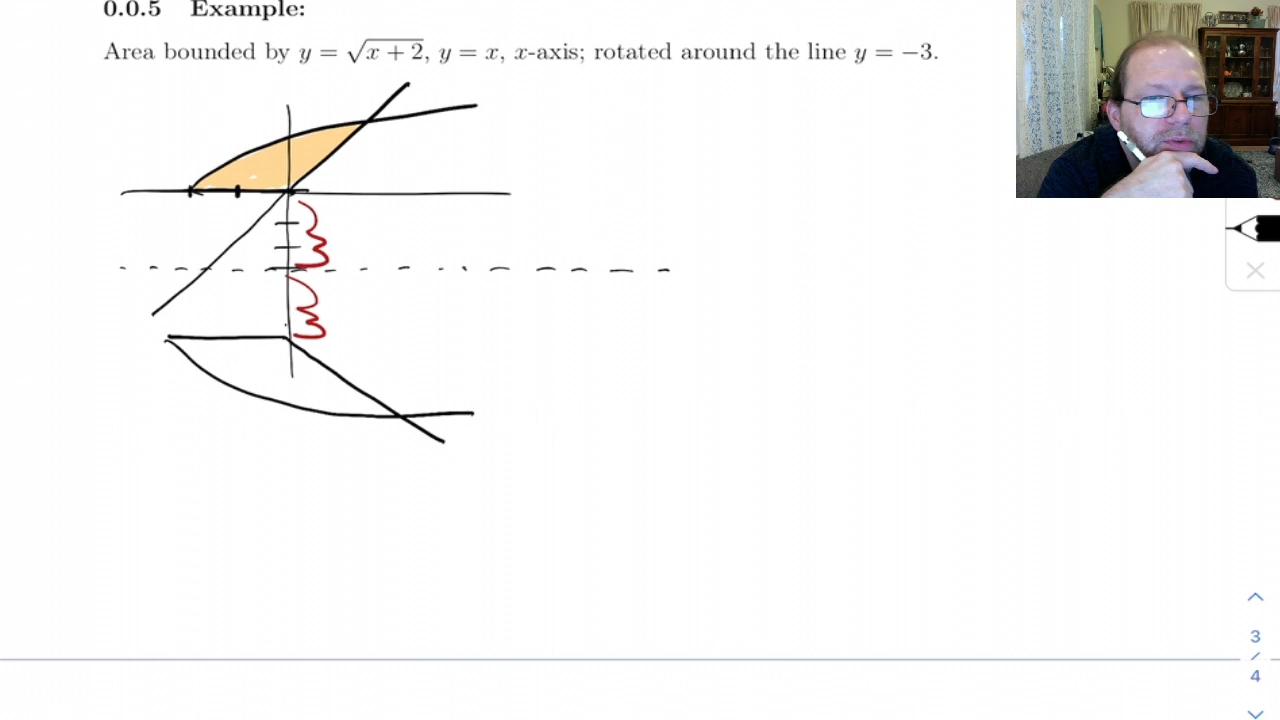 0.0.5 Example:
Area bounded by y = √x + 2, y = x, x-axis; rotated around the line y = −3.
3
/
4